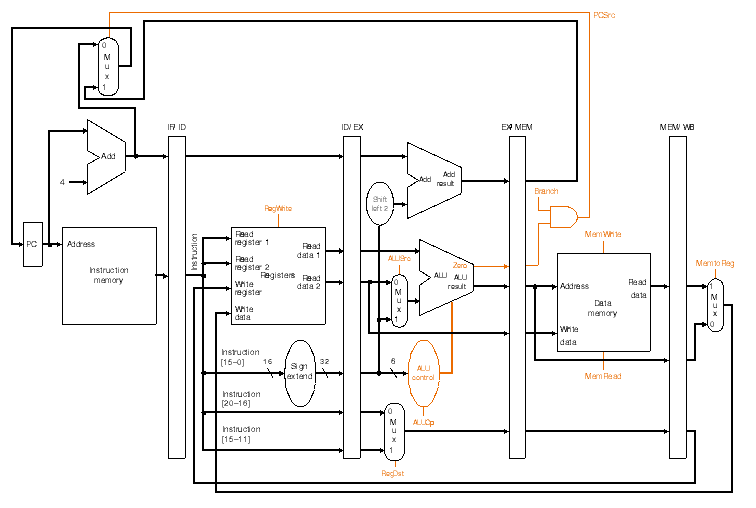 PCSrc
0
M
u
x
1
IF/ID
ID/EX
EX/MEM
MEM/WB
Add
4
Add
Add
result
Shift
left 2
Branch
RegWrite
PC
Address
Instruction
memory
Instruction
Read
register 1
Read
register 2
Registers
Write
register
Write
data
Read
data 1
Read
data 2
ALUSrc
0
M
u
x
1
Zero
ALU
ALU
result
MemWrite
Address
Read
data
Data
memory
Write
data
MemRead
MemtoReg
1
M
u
x
0
Instruction
[15–0]
16
Sign
extend
32
6
ALU
control
ALUOp
Instruction
[20–16]
Instruction
[15–11]
0
M
u
x
1
RegDst